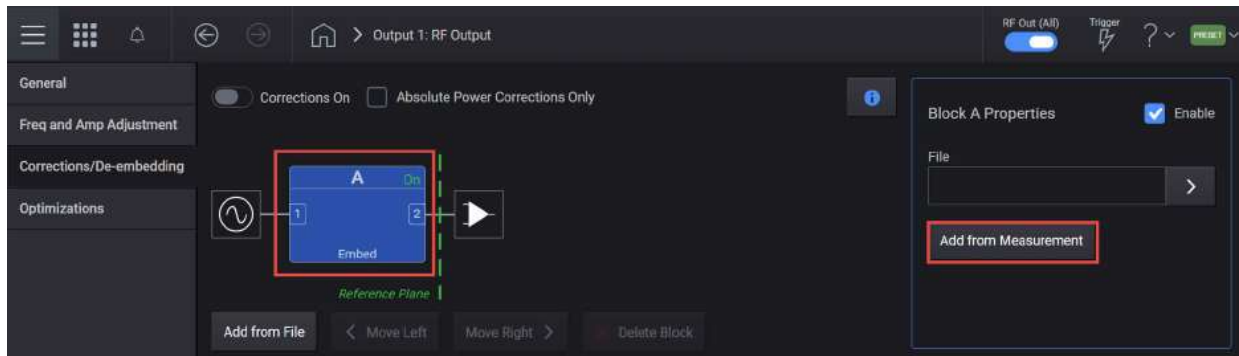 Output 1: RF Output
RF Out (All)
Trigger
?
PRESET
General
Freq and Amp Adjustment
Corrections/De-embedding
Optimizations
Corrections On
Absolute Power Corrections Only
A
On
1
2
Embed
Reference Plane
Add from File
Move Left
Move Right
Delete Block
Block A Properties
Enable
File
Add from Measurement